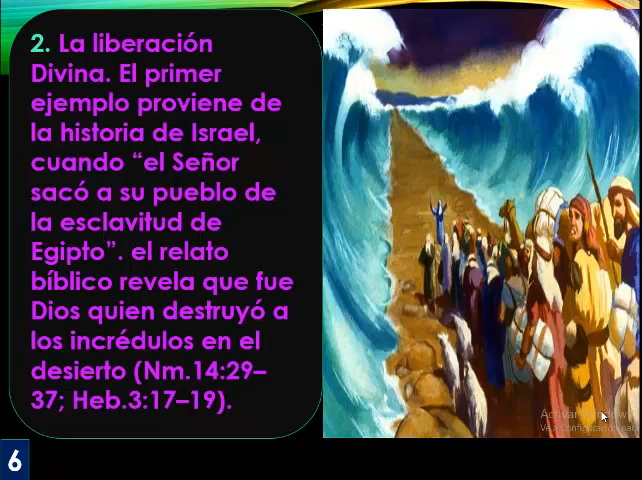 2. La liberación
Divina. El primer
ejemplo proviene de
la historia de Israel,
cuando “el Señor
sacó a su pueblo de
la esclavitud de
Egipto”. el relato
bíblico revela que fue
Dios quien destruyó a
los incrédulos en el
desierto (Nm.14:29–
37; Heb.3:17–19).
6